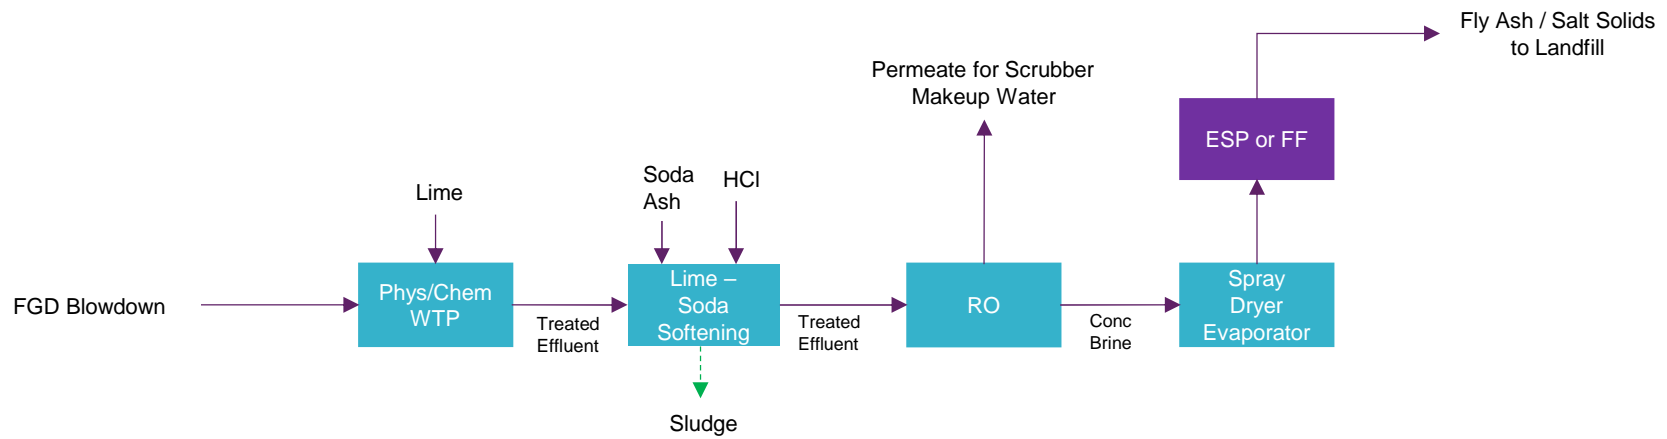 Fly Ash / Salt Solids
to Landfill
Permeate for Scrubber
Makeup Water
ESP or FF
Soda
Ash
HCl
Lime
FGD Blowdown
Phys/Chem
WTP
Treated
Effluent
Lime –
Soda
Softening
Treated
Effluent
RO
Conc
Brine
Spray
Dryer
Evaporator
Sludge